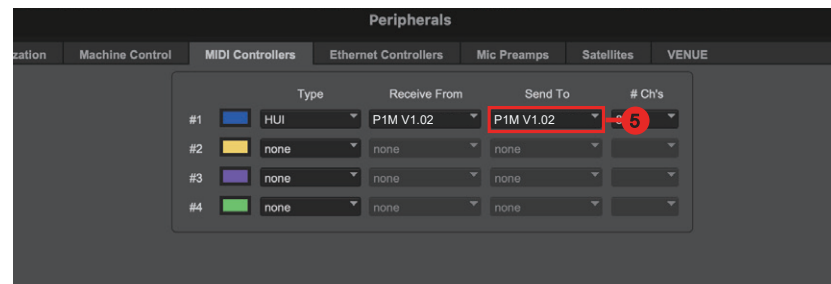 Peripherals
zation Machine Control MIDI Controllers Ethernet Controllers Mic Preamps Satellites VENUE
Type Receive From Send To # Ch's
#1 HUI P1M V1.02 P1M V1.02 5
#2 none none none
#3 none none none
#4 none none none